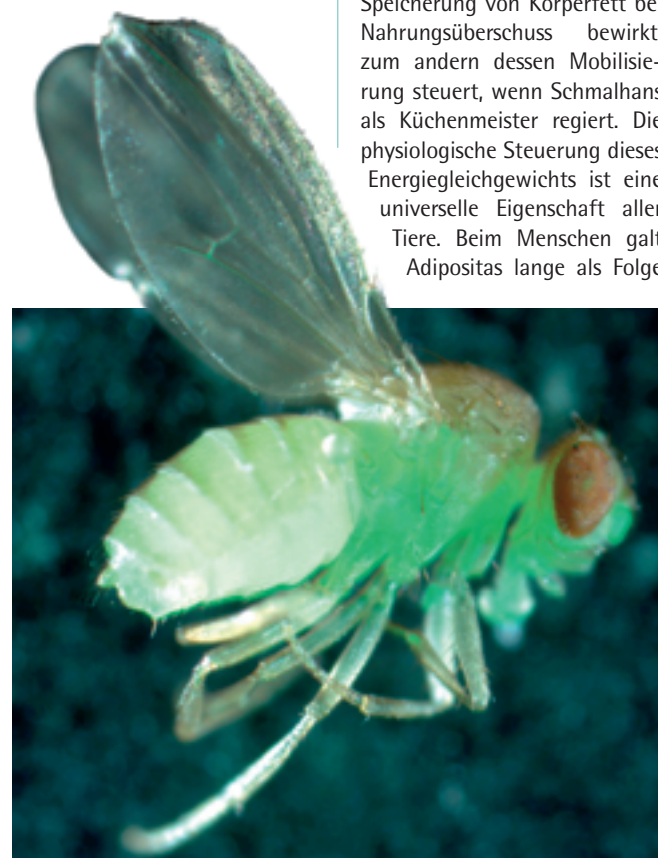 Speicherung von Körperfett bei
Nahrungsüberschuss bewirkt,
zum andern dessen Mobilisie-
rung steuert, wenn Schmalhans
als Küchenmeister regiert. Die
physiologische Steuerung dieses
Energiegleichgewichts ist eine
universelle Eigenschaft aller
Tiere. Beim Menschen galt
Adipositas lange als Folge